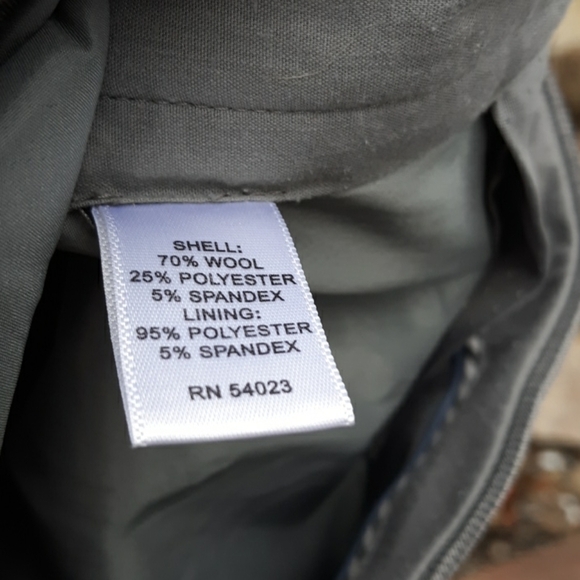 SHELL:
70% WOOL
25% POLYESTER
5% SPANDEX
LINING:
95% POLYESTER
5% SPANDEX
RN 54023